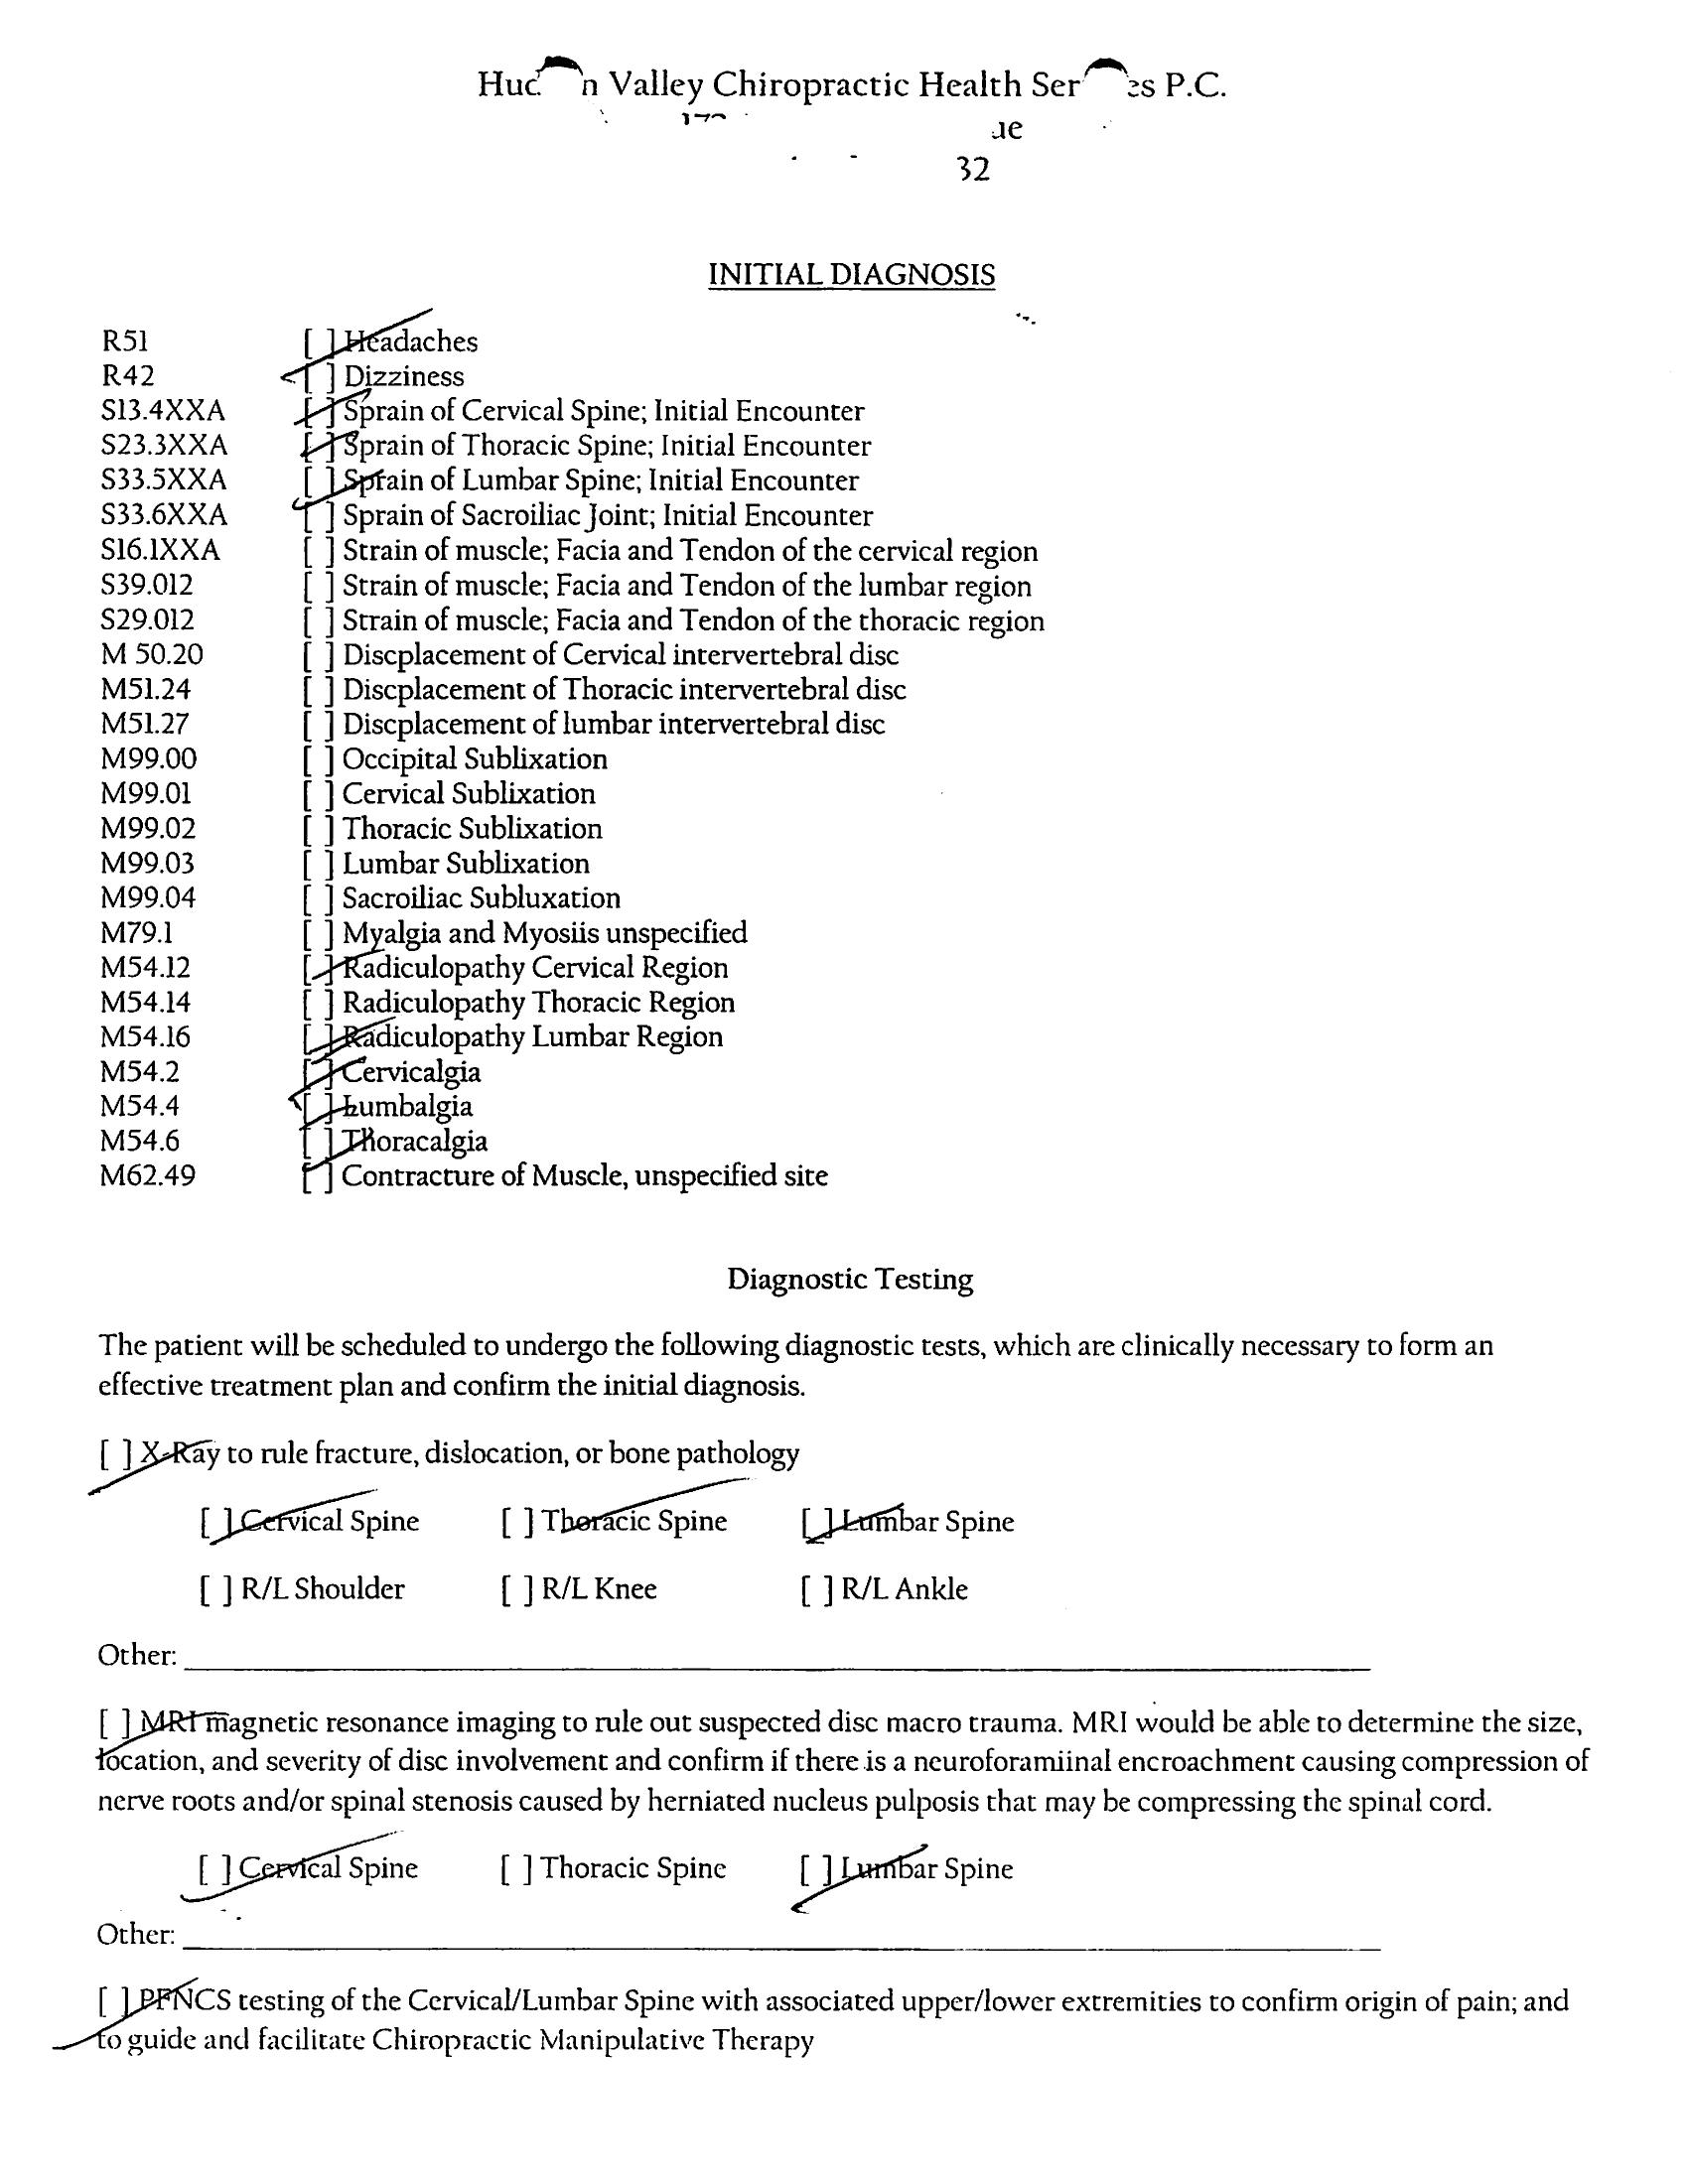 Hudson Valley Chiropractic Health Services P.C.
32
INITIAL DIAGNOSIS
R51 [ ] Headaches
R42 [ ] Dizziness
S13.4XXA [ ] Sprain of Cervical Spine; Initial Encounter
S23.3XXA [ ] Sprain of Thoracic Spine; Initial Encounter
S33.5XXA [ ] Sprain of Lumbar Spine; Initial Encounter
S33.6XXA [ ] Sprain of Sacroiliac Joint; Initial Encounter
S16.1XXA [ ] Strain of muscle; Facia and Tendon of the cervical region
S39.012 [ ] Strain of muscle; Facia and Tendon of the lumbar region
S29.012 [ ] Strain of muscle; Facia and Tendon of the thoracic region
M 50.20 [ ] Discplacement of Cervical intervertebral disc
M51.24 [ ] Discplacement of Thoracic intervertebral disc
M51.27 [ ] Discplacement of lumbar intervertebral disc
M99.00 [ ] Occipital Sublixation
M99.01 [ ] Cervical Sublixation
M99.02 [ ] Thoracic Sublixation
M99.03 [ ] Lumbar Sublixation
M99.04 [ ] Sacroiliac Subluxation
M79.1 [ ] Myalgia and Myosiis unspecified
M54.12 [ ] Radiculopathy Cervical Region
M54.14 [ ] Radiculopathy Thoracic Region
M54.16 [ ] Radiculopathy Lumbar Region
M54.2 [ ] Cervicalgia
M54.4 [ ] Lumbalgia
M54.6 [ ] Thoracalgia
M62.49 [ ] Contracture of Muscle, unspecified site
Diagnostic Testing
The patient will be scheduled to undergo the following diagnostic tests, which are clinically necessary to form an
effective treatment plan and confirm the initial diagnosis.
[ ] X-Ray to rule fracture, dislocation, or bone pathology
[ ] Cervical Spine [ ] Thoracic Spine [ ] Lumbar Spine
[ ] R/L Shoulder [ ] R/L Knee [ ] R/L Ankle
Other:
[ ] MRI magnetic resonance imaging to rule out suspected disc macro trauma. MRI would be able to determine the size,
location, and severity of disc involvement and confirm if there is a neuroforamiinal encroachment causing compression of
nerve roots and/or spinal stenosis caused by herniated nucleus pulposis that may be compressing the spinal cord.
[ ] Cervical Spine [ ] Thoracic Spine [ ] Lumbar Spine
Other:
[ ] PFNCS testing of the Cervical/Lumbar Spine with associated upper/lower extremities to confirm origin of pain; and
to guide and facilitate Chiropractic Manipulative Therapy